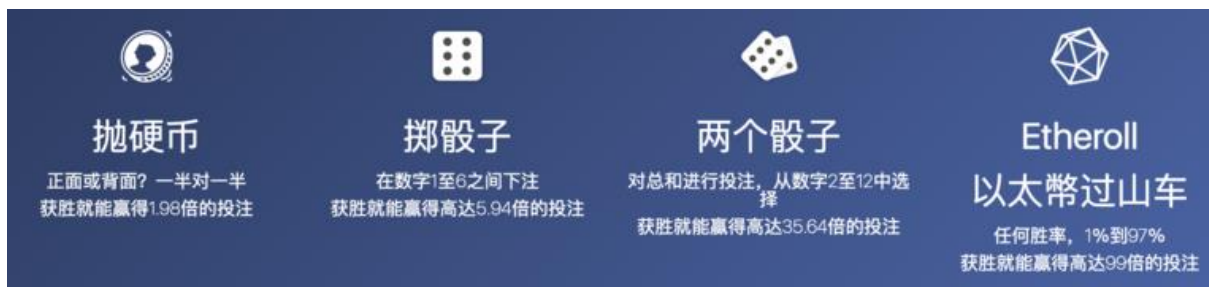 抛硬币
正面或背面？一半对一半
获胜就能赢得1.98倍的投注
掷骰子
在数字1至6之间下注
获胜就能赢得高达5.94倍的投注
两个骰子
对总和进行投注，从数字2至12中选
择
获胜就能赢得高达35.64倍的投注
Etheroll
以太幣过山车
任何胜率，1%到97%
获胜就能赢得高达99倍的投注